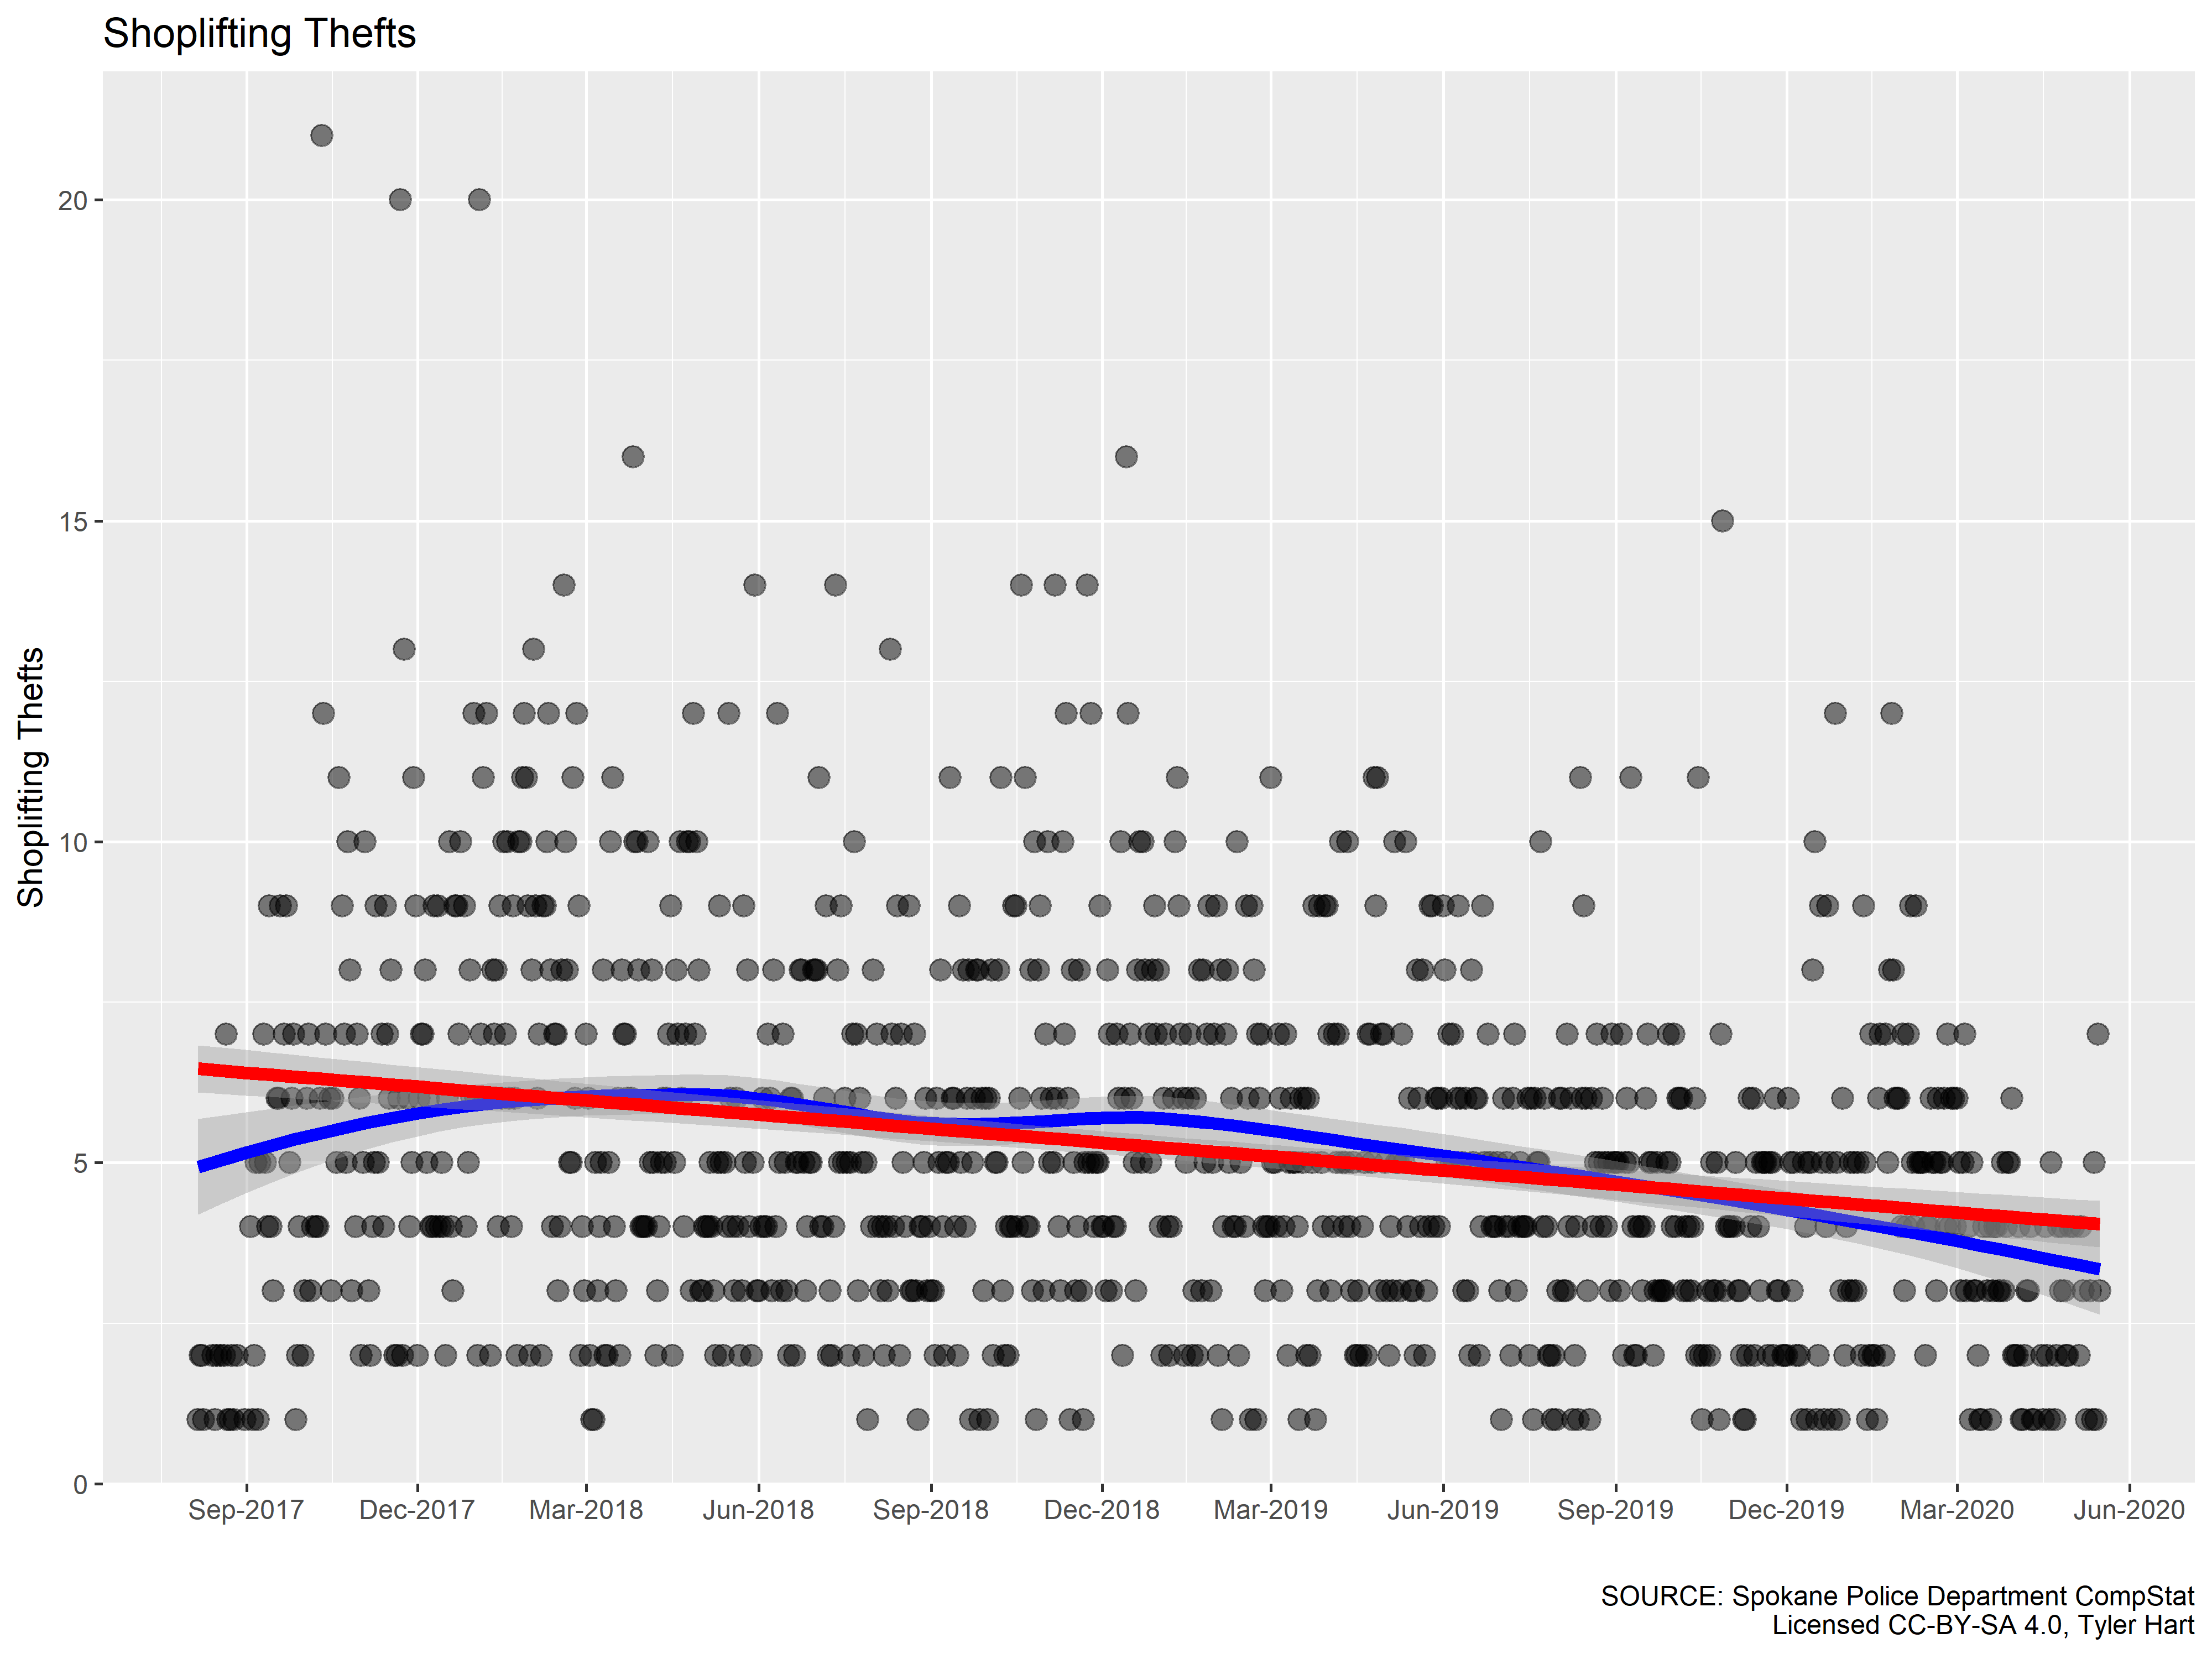 Shoplifting Thefts
Shoplifting Thefts
20
15
10
5
0
Sep-2017 Dec-2017 Mar-2018 Jun-2018 Sep-2018 Dec-2018 Mar-2019 Jun-2019 Sep-2019 Dec-2019 Mar-2020 Jun-2020
SOURCE: Spokane Police Department CompStat
Licensed CC-BY-SA 4.0, Tyler Hart